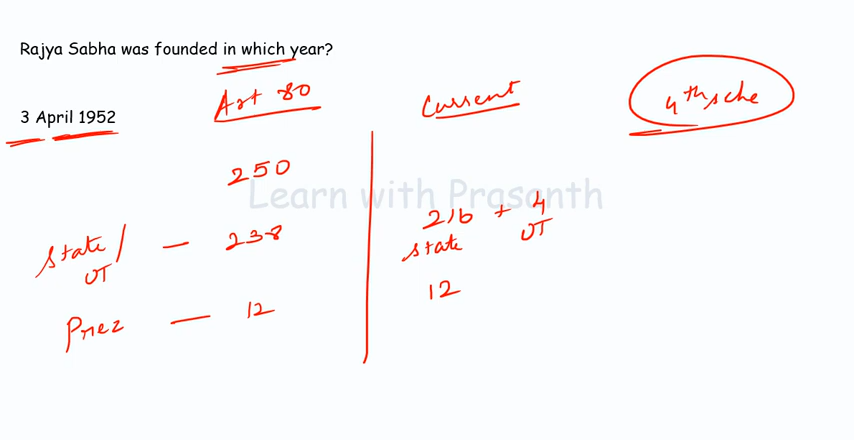 Rajya Sabha was founded in which year?
Art 80
Current
4th sche
3 April 1952
250
Learn with Prasanth
State/ - 238
UT
216 + 4
state UT
Prez - 12
12